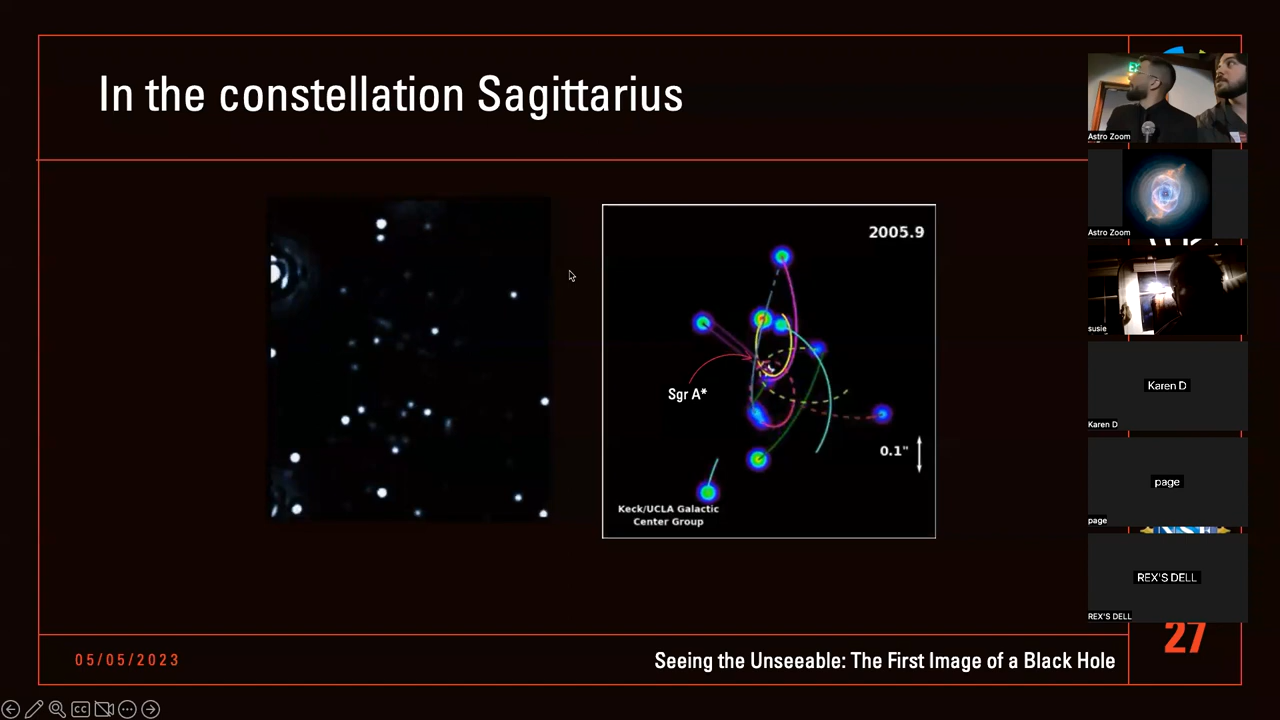 In the constellation Sagittarius
2005.9
Sgr A*
0.1"
Keck/UCLA Galactic
Center Group
05/05/2023
Seeing the Unseeable: The First Image of a Black Hole
27
Astro Zoom
Astro Zoom
susie
Karen D
Karen D
page
page
REX'S DELL
REX'S DELL
CC